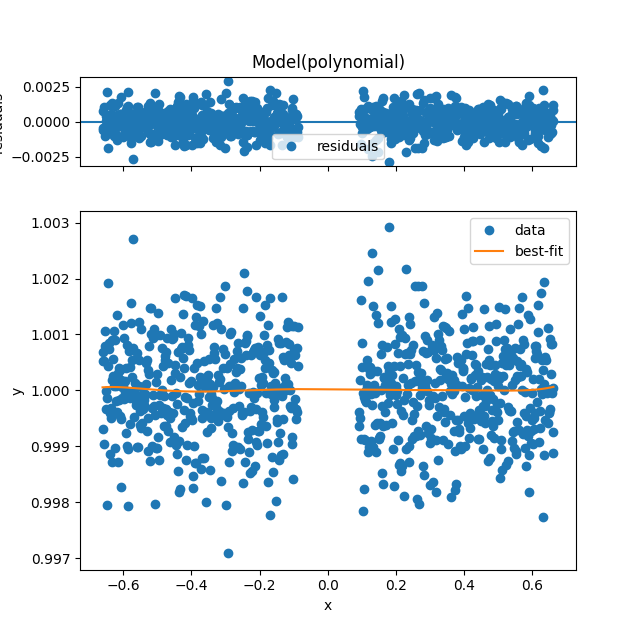 Model(polynomial)
0.0025
0.0000
−0.0025
residuals
residuals
1.003
1.002
1.001
1.000
0.999
0.998
0.997
y
data
best-fit
−0.6
−0.4
−0.2
0.0
0.2
0.4
0.6
x